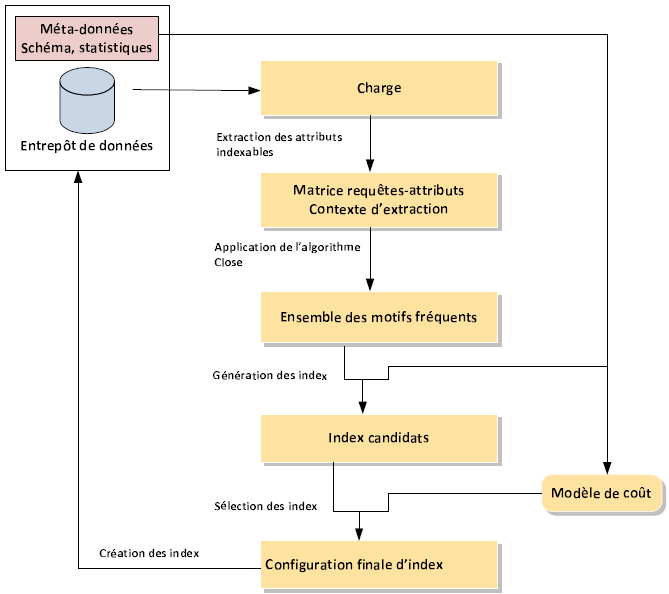 Méta-données
Schéma, statistiques
Entrepôt de données
Charge
Extraction des attributs
indexables
Matrice requêtes-attributs
Contexte d'extraction
Application de l'algorithme
Close
Ensemble des motifs fréquents
Génération des index
Index candidats
Modèle de coût
Sélection des index
Création des index
Configuration finale d'index